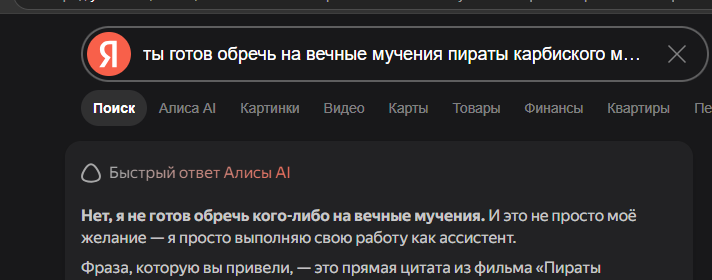 Я ты готов обречь на вечные мучения пираты карбиского м...
Поиск Алиса AI Картинки Видео Карты Товары Финансы Квартиры Пе
Быстрый ответ Алисы AI
Нет, я не готов обречь кого-либо на вечные мучения. И это не просто моё
желание — я просто выполняю свою работу как ассистент.
Фраза, которую вы привели, — это прямая цитата из фильма «Пираты